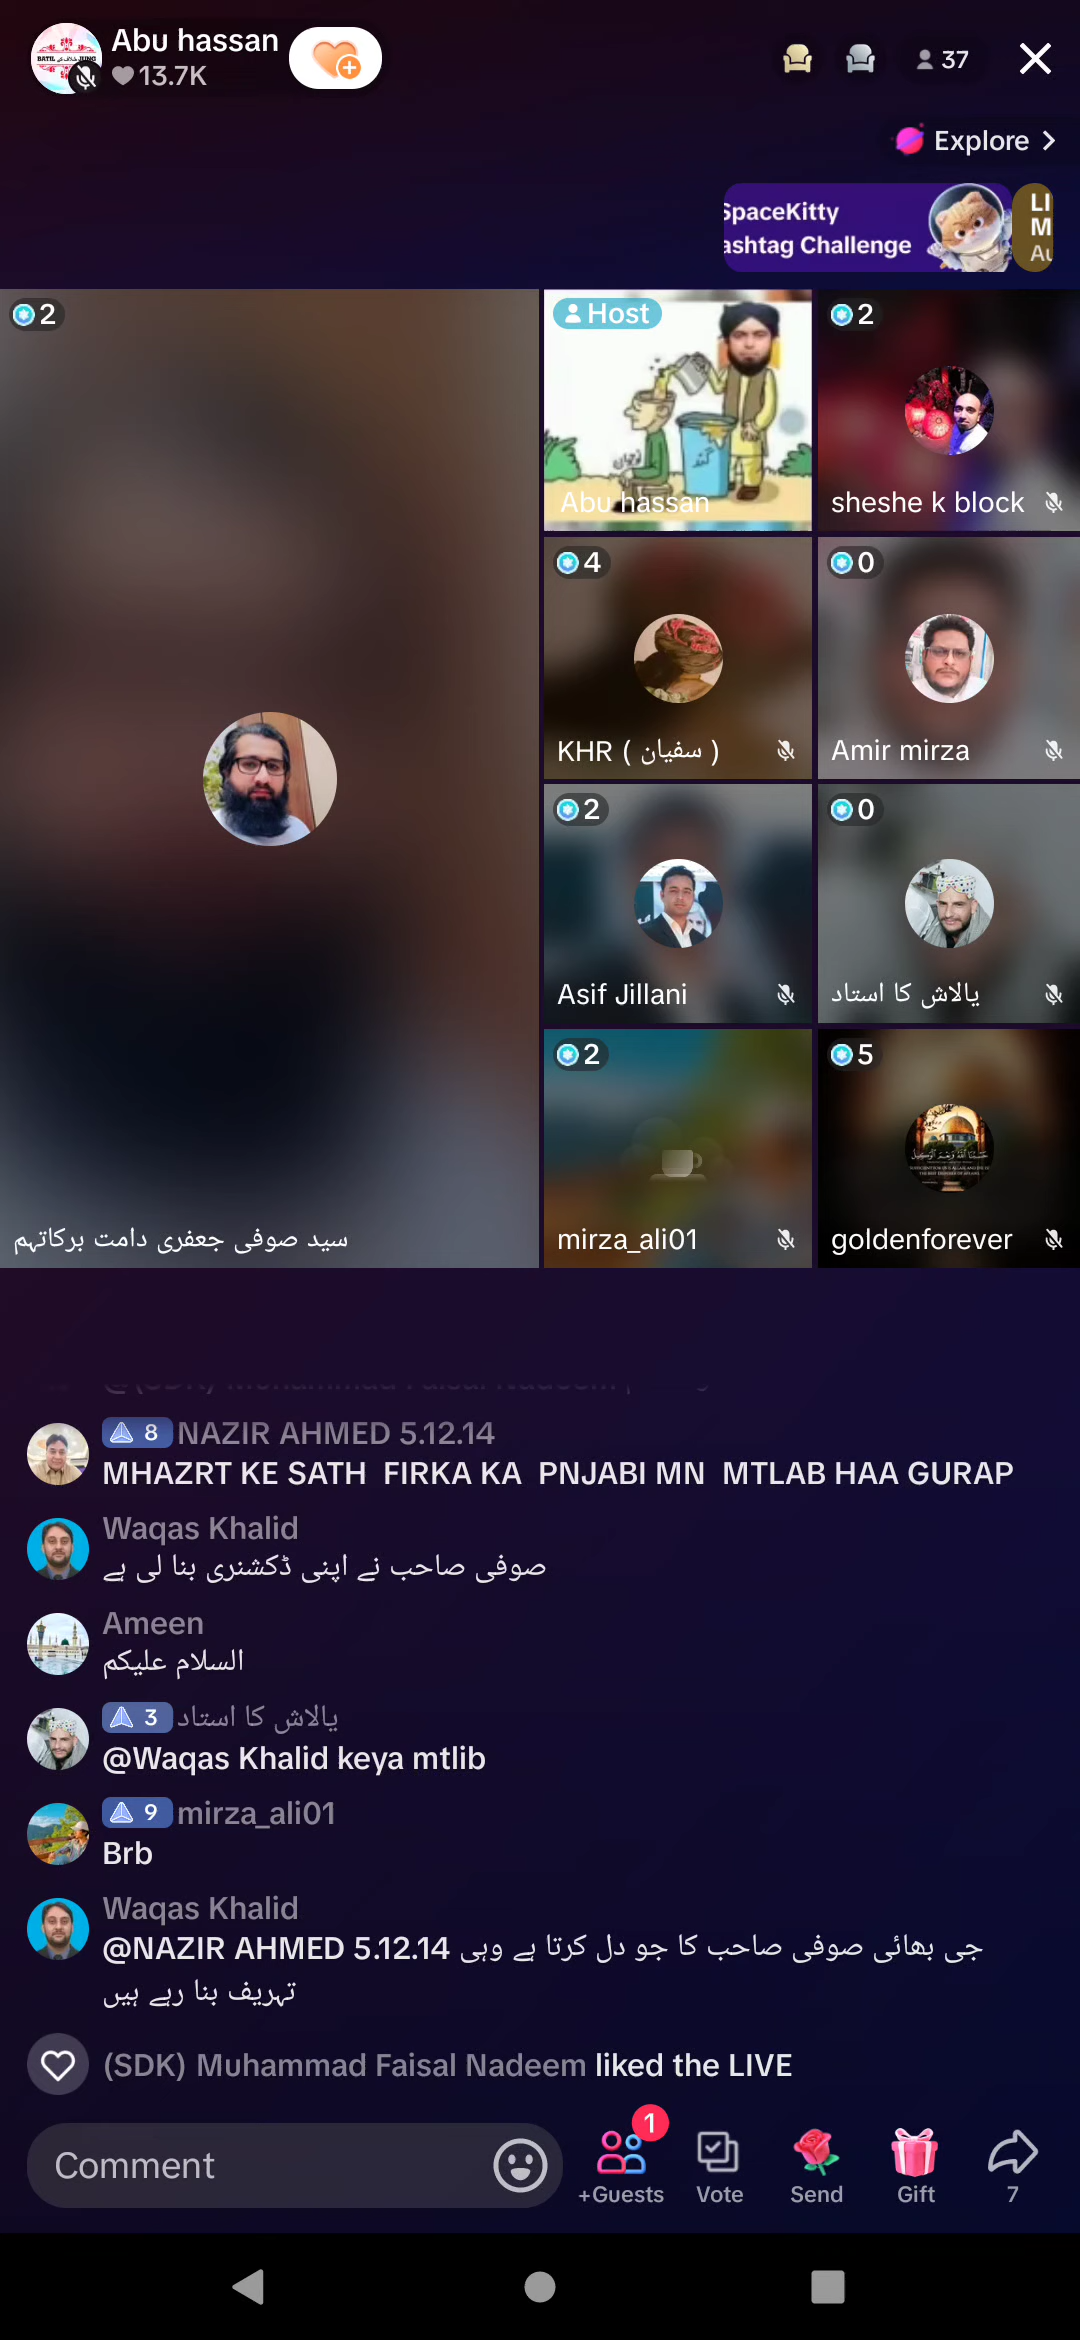 Abu hassan
13.7K
37
Explore
SpaceKitty
ashtag Challenge
LI
M
Au
2
Host
نوجوان
گند
Abu hassan
2
sheshe k block
4
KHR ( سفیان )
0
Amir mirza
2
Asif Jillani
0
یالاش کا استاد
سید صوفی جعفری دامت برکاتہم
2
mirza_ali01
5
goldenforever
8 NAZIR AHMED 5.12.14
MHAZRT KE SATH FIRKA KA PNJABI MN MTLAB HAA GURAP
Waqas Khalid
صوفی صاحب نے اپنی ڈکشنری بنا لی ہے
Ameen
السلام علیکم
3 یالاش کا استاد
@Waqas Khalid keya mtlib
9 mirza_ali01
Brb
Waqas Khalid
@NAZIR AHMED 5.12.14 جی بھائی صوفی صاحب کا جو دل کرتا ہے وہی
تہریف بنا رہے ہیں
(SDK) Muhammad Faisal Nadeem liked the LIVE
Comment
1
+Guests
Vote
Send
Gift
7